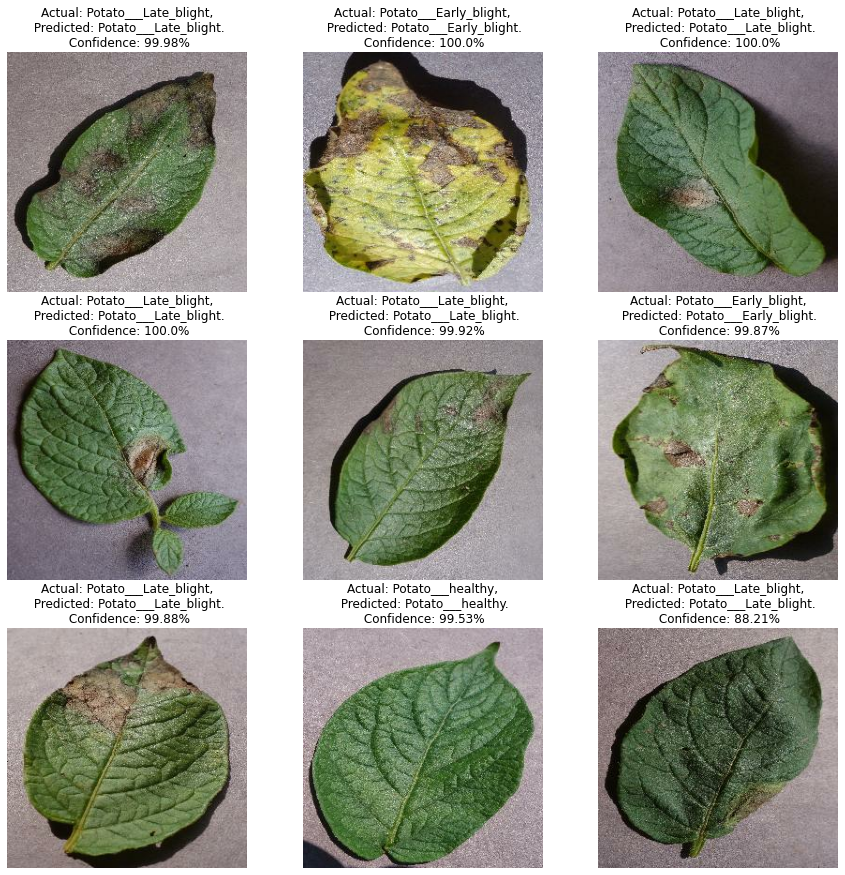 Actual: Potato___Late_blight,
Predicted: Potato___Late_blight.
Confidence: 99.98%
Actual: Potato___Early_blight,
Predicted: Potato___Early_blight.
Confidence: 100.0%
Actual: Potato___Late_blight,
Predicted: Potato___Late_blight.
Confidence: 100.0%
Actual: Potato___Late_blight,
Predicted: Potato___Late_blight.
Confidence: 100.0%
Actual: Potato___Late_blight,
Predicted: Potato___Late_blight.
Confidence: 99.92%
Actual: Potato___Early_blight,
Predicted: Potato___Early_blight.
Confidence: 99.87%
Actual: Potato___Late_blight,
Predicted: Potato___Late_blight.
Confidence: 99.88%
Actual: Potato___healthy,
Predicted: Potato___healthy.
Confidence: 99.53%
Actual: Potato___Late_blight,
Predicted: Potato___Late_blight.
Confidence: 88.21%